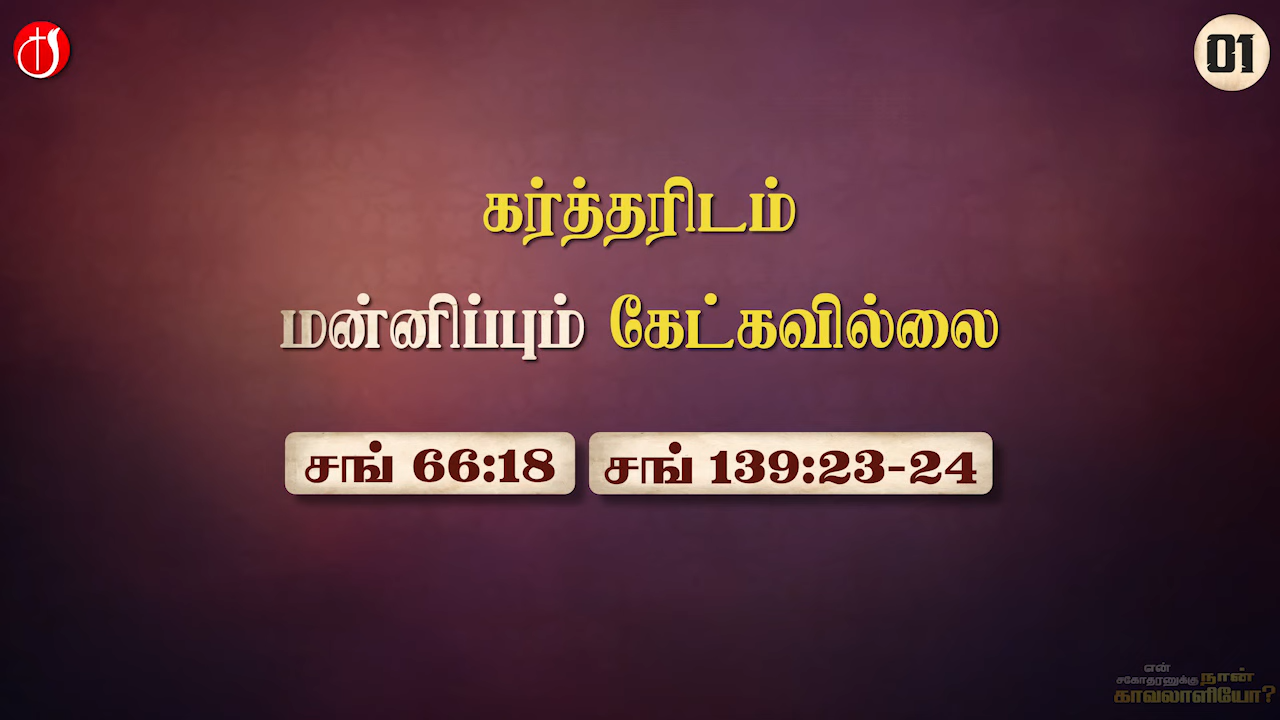 01
கர்த்தரிடம்
மன்னிப்பும் கேட்கவில்லை
சங் 66:18 சங் 139:23-24
என்
சகோதரனுக்கு நான்
காவலாளியோ?